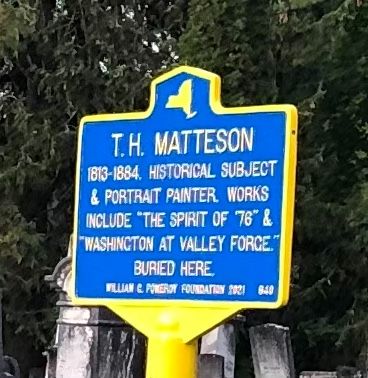 T.H. MATTESON
1813-1884. HISTORICAL SUBJECT
& PORTRAIT PAINTER. WORKS
INCLUDE "THE SPIRIT OF '76" &
"WASHINGTON AT VALLEY FORGE."
BURIED HERE.
WILLIAM G. POMEROY FOUNDATION 2021 848